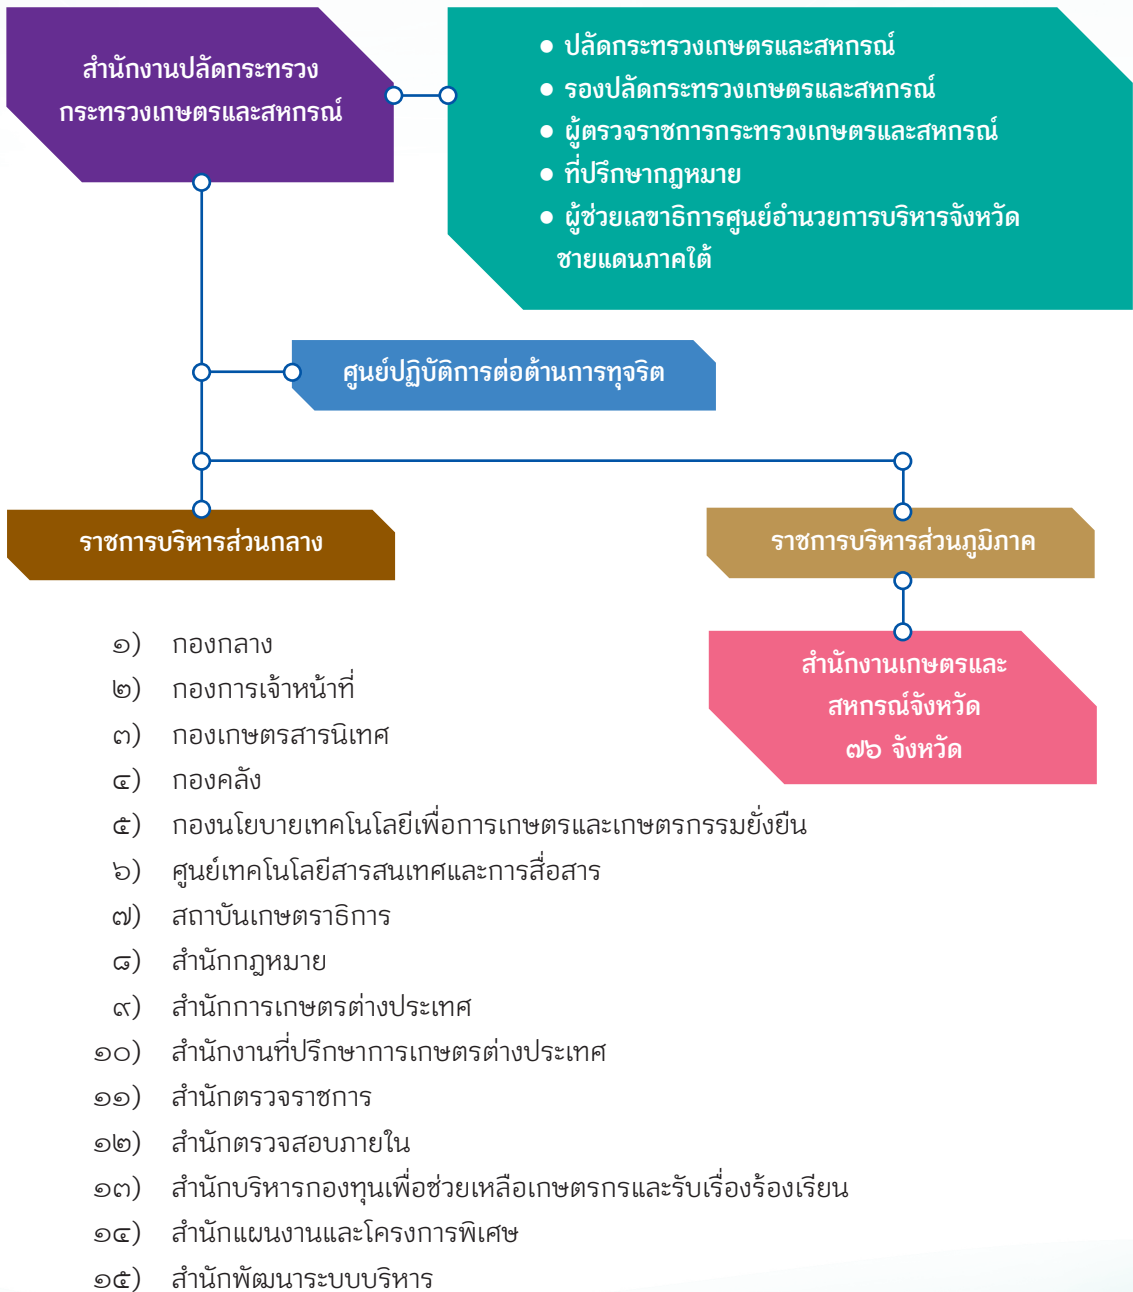 สำนักงานปลัดกระทรวง
กระทรวงเกษตรและสหกรณ์
● ปลัดกระทรวงเกษตรและสหกรณ์
● รองปลัดกระทรวงเกษตรและสหกรณ์
● ผู้ตรวจราชการกระทรวงเกษตรและสหกรณ์
● ที่ปรึกษากฎหมาย
● ผู้ช่วยเลขาธิการศูนย์อำนวยการบริหารจังหวัด
ชายแดนภาคใต้
ศูนย์ปฏิบัติการต่อต้านการทุจริต
ราชการบริหารส่วนกลาง
๑) กองกลาง
๒) กองการเจ้าหน้าที่
๓) กองเกษตรสารนิเทศ
๔) กองคลัง
๕) กองนโยบายเทคโนโลยีเพื่อการเกษตรและเกษตรกรรมยั่งยืน
๖) ศูนย์เทคโนโลยีสารสนเทศและการสื่อสาร
๗) สถาบันเกษตราธิการ
๘) สำนักกฎหมาย
๙) สำนักการเกษตรต่างประเทศ
๑๐) สำนักงานที่ปรึกษาการเกษตรต่างประเทศ
๑๑) สำนักตรวจราชการ
๑๒) สำนักตรวจสอบภายใน
๑๓) สำนักบริหารกองทุนเพื่อช่วยเหลือเกษตรกรและรับเรื่องร้องเรียน
๑๔) สำนักแผนงานและโครงการพิเศษ
๑๕) สำนักพัฒนาระบบบริหาร
ราชการบริหารส่วนภูมิภาค
สำนักงานเกษตรและ
สหกรณ์จังหวัด
๗๖ จังหวัด